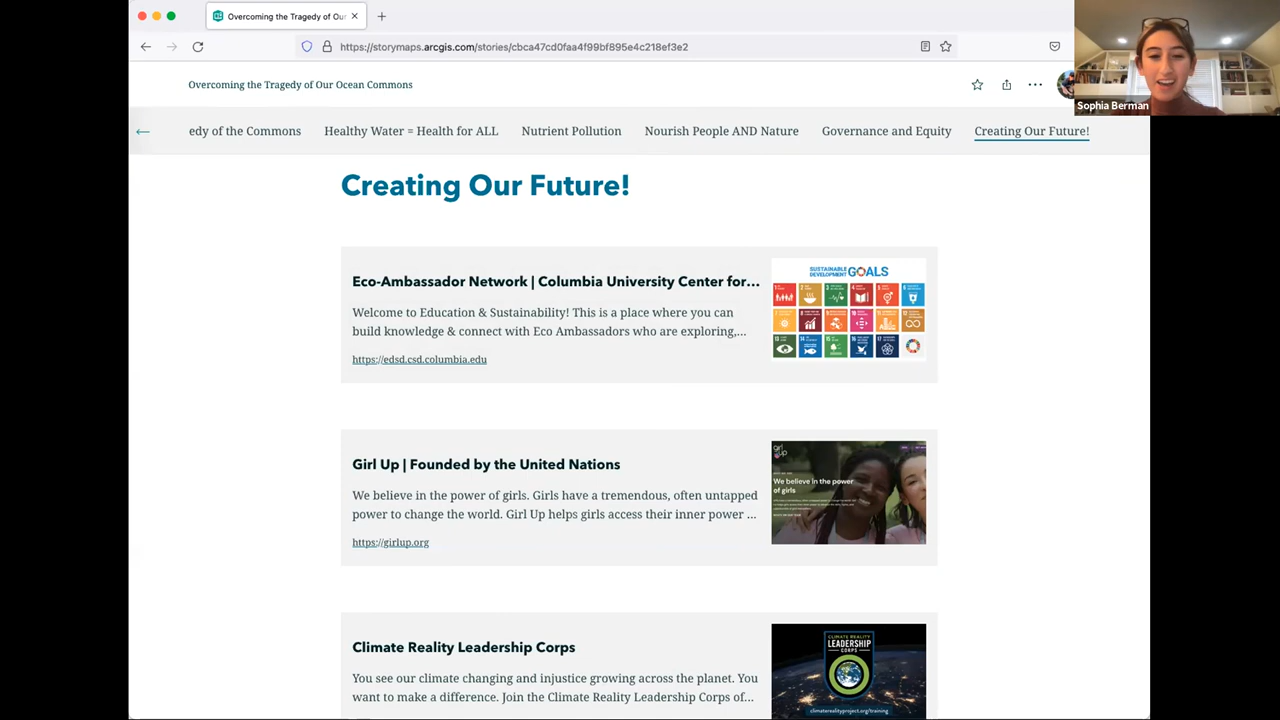 Overcoming the Tragedy of Our
https://storymaps.arcgis.com/stories/cbca47cd0faa4f99bf895e4c218ef3e2
Overcoming the Tragedy of Our Ocean Commons
Sophia Berman
edy of the Commons
Healthy Water = Health for ALL
Nutrient Pollution
Nourish People AND Nature
Governance and Equity
Creating Our Future!
Creating Our Future!
Eco-Ambassador Network | Columbia University Center for...
Welcome to Education & Sustainability! This is a place where you can
build knowledge & connect with Eco Ambassadors who are exploring,...
https://edsd.csd.columbia.edu
SUSTAINABLE
DEVELOPMENT GOALS
Girl Up | Founded by the United Nations
We believe in the power of girls. Girls have a tremendous, often untapped
power to change the world. Girl Up helps girls access their inner power ...
https://girlup.org
girl
up
We believe in the power
of girls
Climate Reality Leadership Corps
You see our climate changing and injustice growing across the planet. You
want to make a difference. Join the Climate Reality Leadership Corps of...
CLIMATE REALITY
LEADERSHIP
CORPS
climaterealityproject.org/training